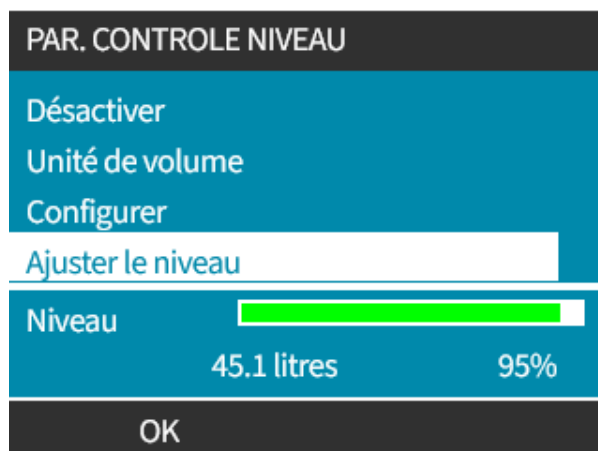 PAR. CONTROLE NIVEAU
Désactiver
Unité de volume
Configurer
Ajuster le niveau
Niveau
45.1 litres 95%
OK